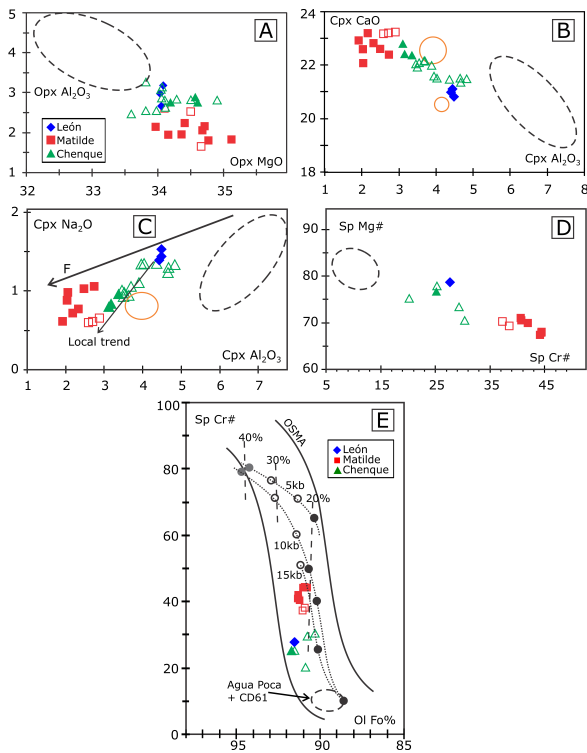 A
5
4
3
2
1
Opx Al₂O₃
León
Matilde
Chenque
Opx MgO
32
33
34
35
B
Cpx CaO
24
22
20
18
Cpx Al₂O₃
1 2 3 4 5 6 7 8
C
Cpx Na₂O
2
1
0
F
Local trend
Cpx Al₂O₃
1 2 3 4 5 6 7
D
Sp Mg#
90
80
70
60
Sp Cr#
5 15 25 35 45
E
Sp Cr#
100
80
60
40
20
0
OSMA
40%
30%
5kb
20%
10kb
15kb
León
Matilde
Chenque
Agua Poca
+ CD61
Ol Fo%
95 90 85